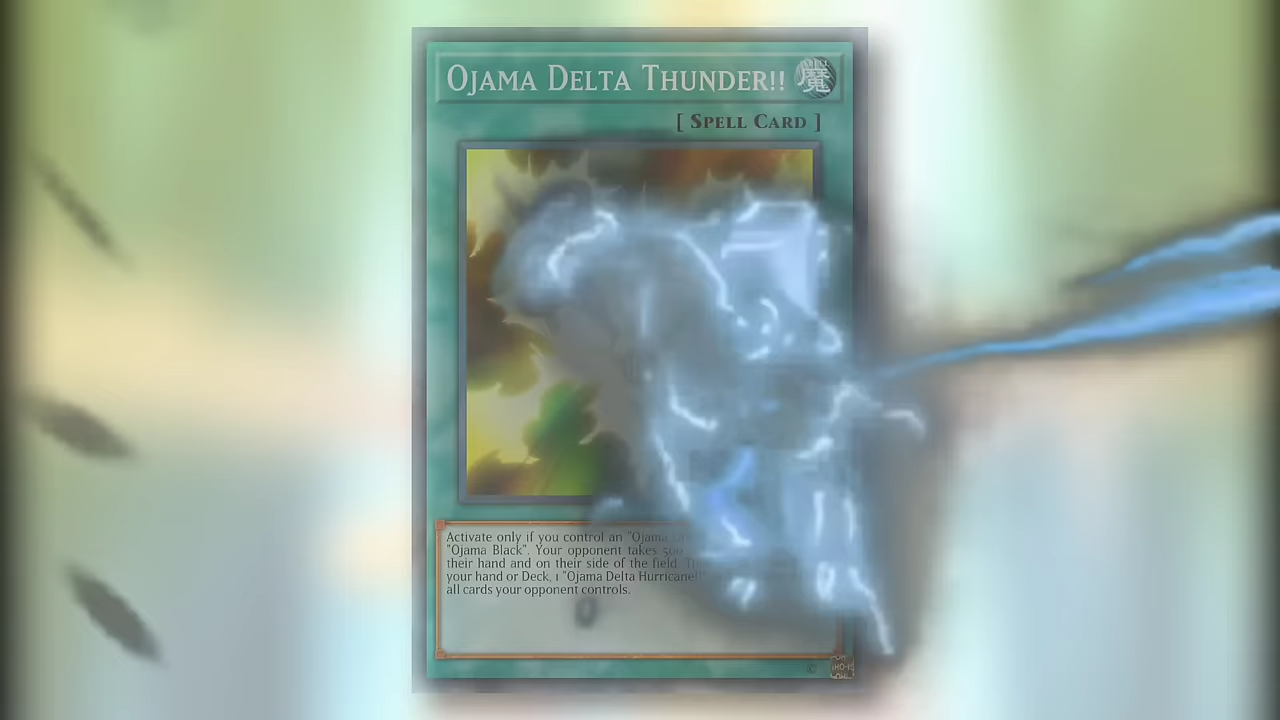 OJAMA DELTA THUNDER!!
魔
[ SPELL CARD ]
Activate only if you control an "Ojama
"Ojama Black". Your opponent takes 500
their hand and on their side of the field.
your hand or Deck, 1 "Ojama Delta Hurricane!!"
all cards your opponent controls.